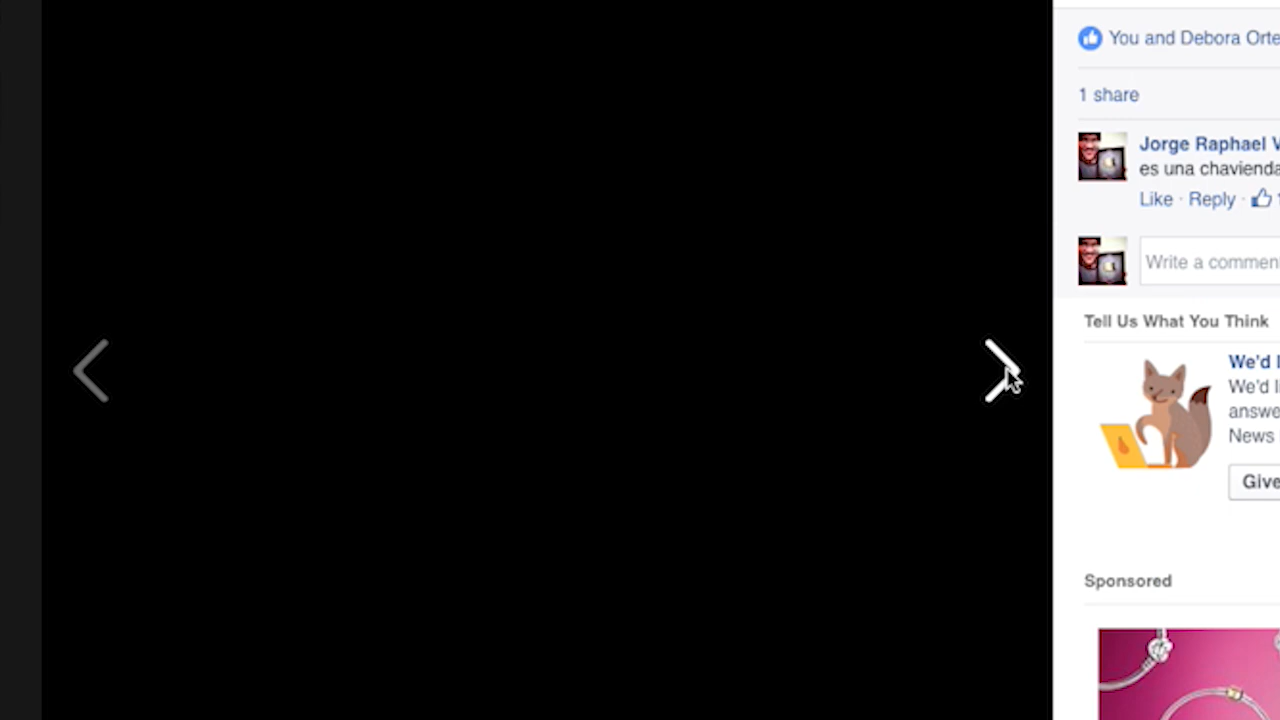 You and Debora Orte
1 share
Jorge Raphael V
es una chavienda
Like · Reply ·
Write a commen
Tell Us What You Think
We'd l
We'd li
answe
News
Give
Sponsored